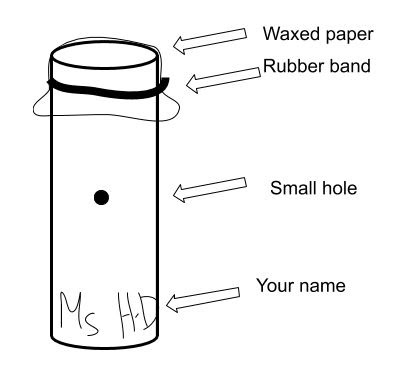 Waxed paper
Rubber band
Small hole
Your name
Ms H-D